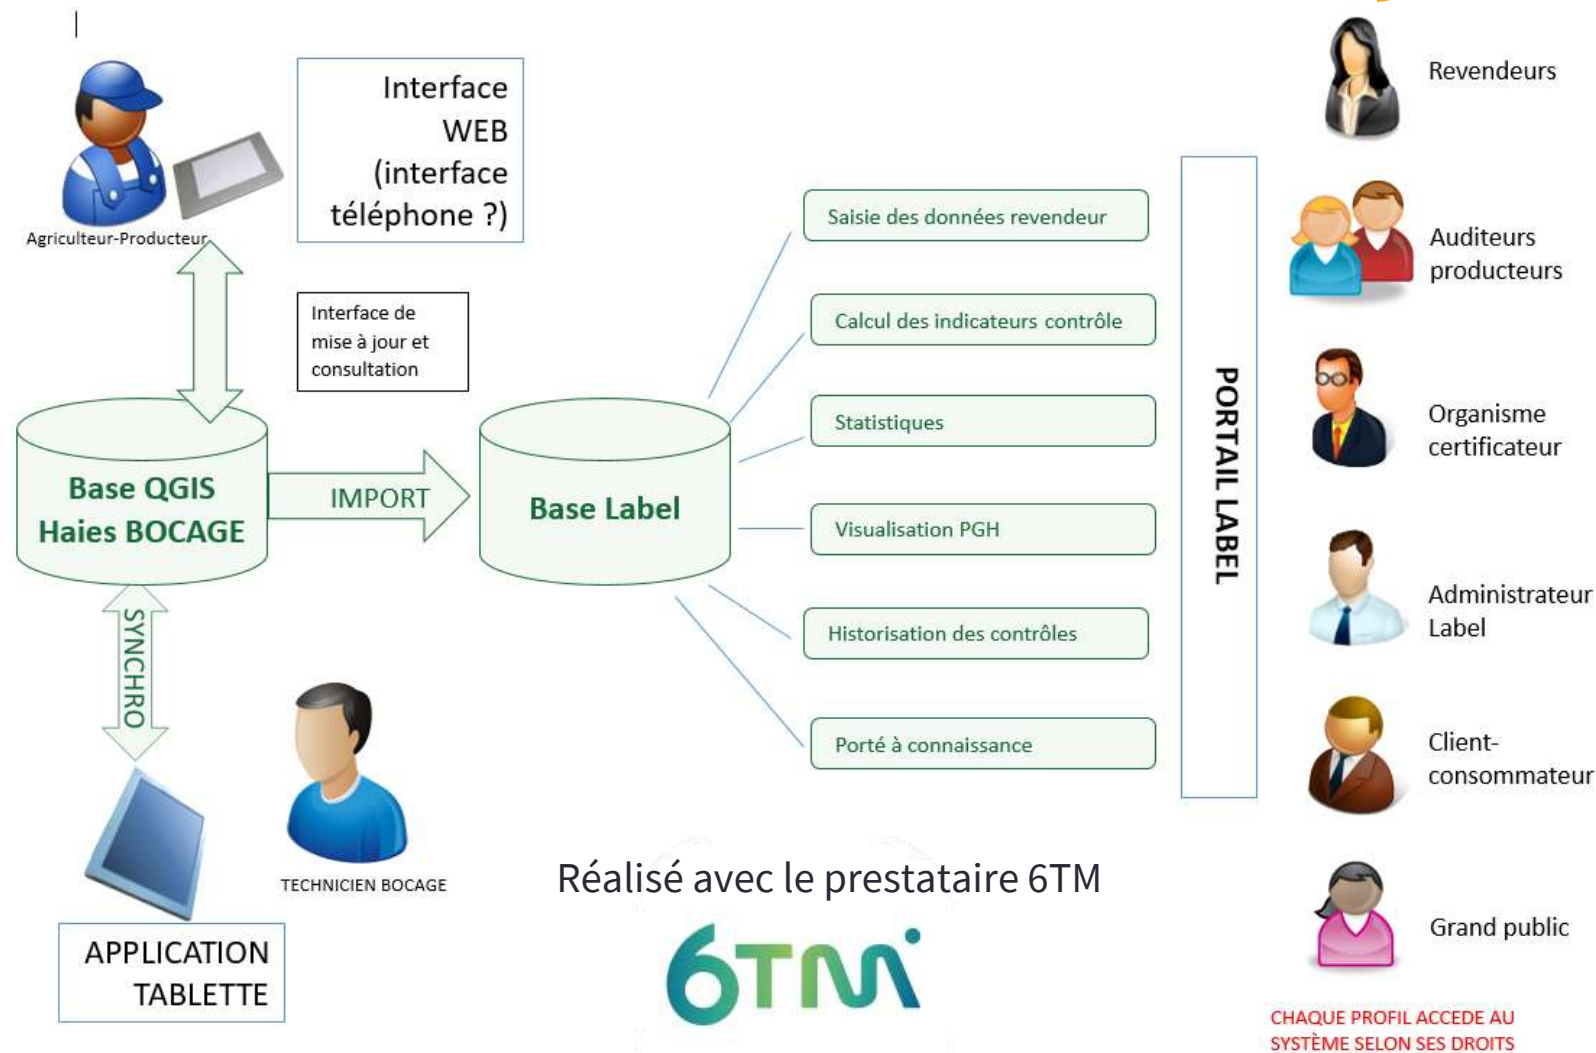 Interface
WEB
(interface
téléphone ?)
Agriculteur-Producteur
Interface de
mise à jour et
consultation
Base QGIS
Haies BOCAGE
IMPORT
Base Label
SYNCHRO
TECHNICIEN BOCAGE
APPLICATION
TABLETTE
Saisie des données revendeur
Calcul des indicateurs contrôle
Statistiques
Visualisation PGH
Historisation des contrôles
Porté à connaissance
PORTAIL LABEL
Revendeurs
Auditeurs
producteurs
Organisme
certificateur
Administrateur
Label
Client-
consommateur
Grand public
Réalisé avec le prestataire 6TM
6TM
CHAQUE PROFIL ACCEDE AU
SYSTÈME SELON SES DROITS